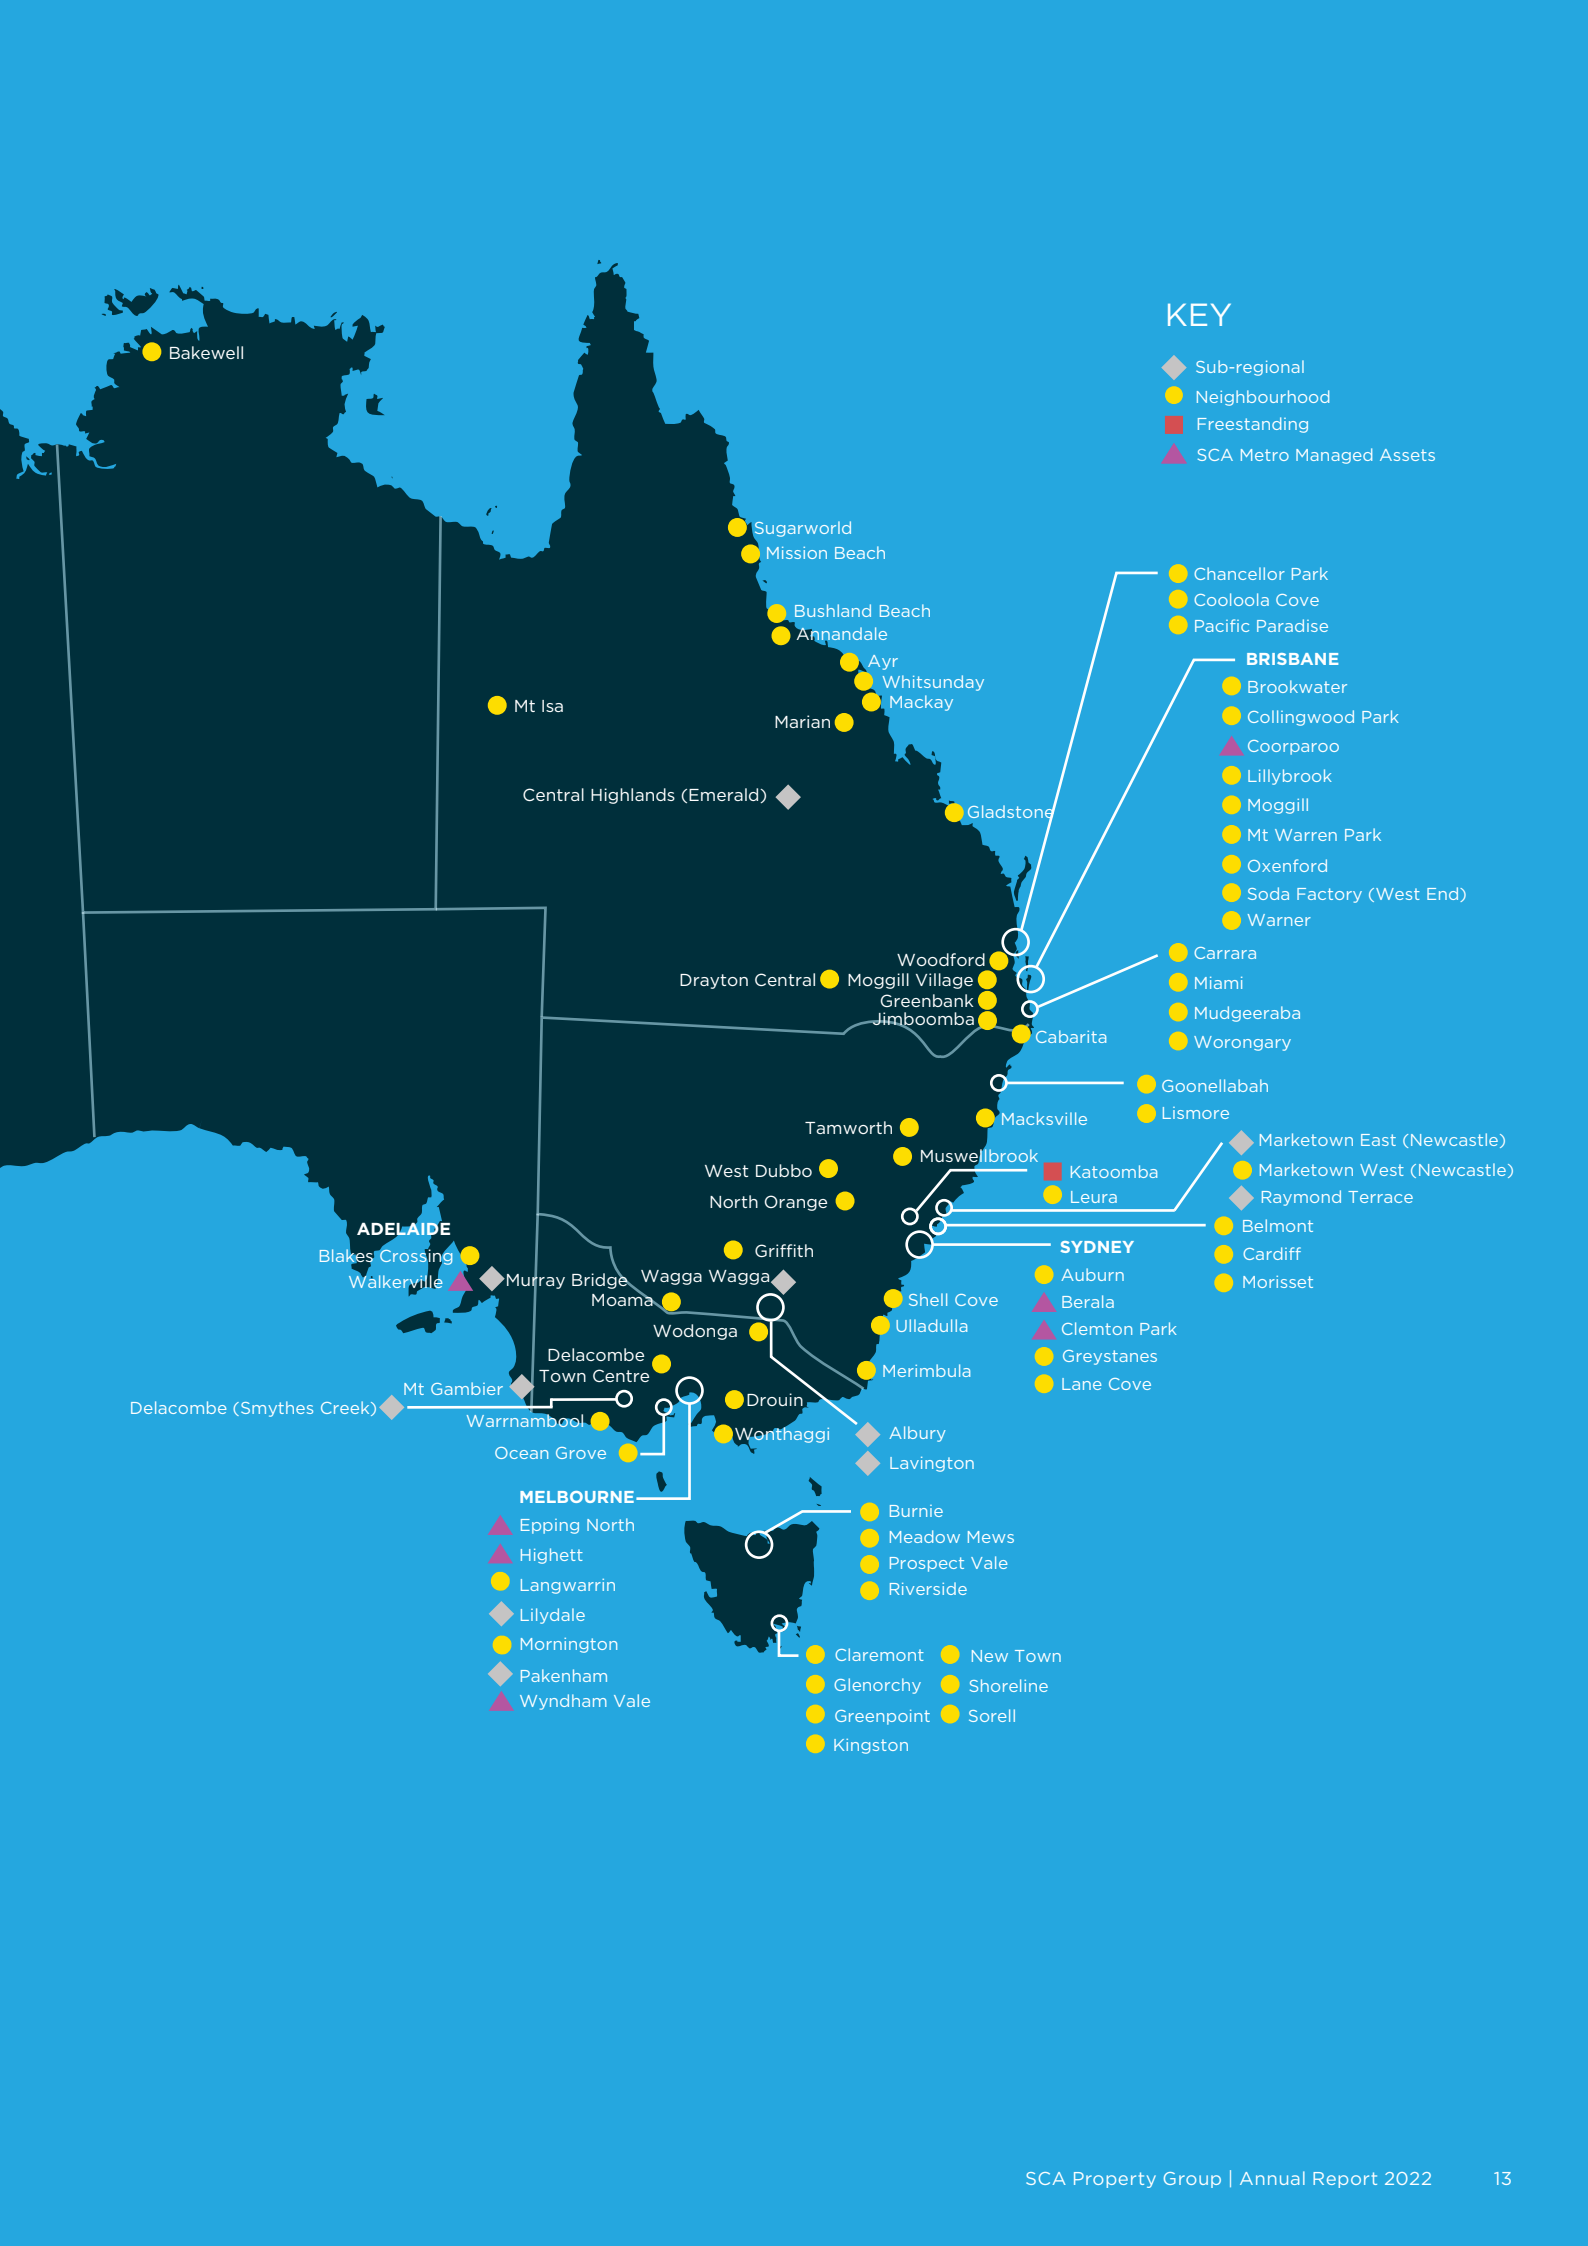 KEY
Sub-regional
Neighbourhood
Freestanding
SCA Metro Managed Assets
Bakewell
Sugarworld
Mission Beach
Bushland Beach
Annandale
Ayr
Whitsunday
Mackay
Marian
Mt Isa
Central Highlands (Emerald)
Gladstone
Chancellor Park
Cooloola Cove
Pacific Paradise
BRISBANE
Brookwater
Collingwood Park
Coorparoo
Lillybrook
Moggill
Mt Warren Park
Oxenford
Soda Factory (West End)
Warner
Carrara
Miami
Mudgeeraba
Worongary
Woodford
Drayton Central
Moggill Village
Greenbank
Jimboomba
Cabarita
Goonellabah
Lismore
Macksville
Tamworth
Muswellbrook
West Dubbo
North Orange
Katoomba
Leura
Marketown East (Newcastle)
Marketown West (Newcastle)
Raymond Terrace
Belmont
Cardiff
Morisset
SYDNEY
Auburn
Berala
Clemton Park
Greystanes
Lane Cove
ADELAIDE
Blakes Crossing
Walkerville
Murray Bridge
Griffith
Wagga Wagga
Moama
Wodonga
Shell Cove
Ulladulla
Merimbula
Delacombe
Town Centre
Mt Gambier
Delacombe (Smythes Creek)
Warrnambool
Ocean Grove
Drouin
Wonthaggi
Albury
Lavington
MELBOURNE
Epping North
Highett
Langwarrin
Lilydale
Mornington
Pakenham
Wyndham Vale
Burnie
Meadow Mews
Prospect Vale
Riverside
Claremont
Glenorchy
Greenpoint
Kingston
New Town
Shoreline
Sorell
SCA Property Group | Annual Report 2022 13